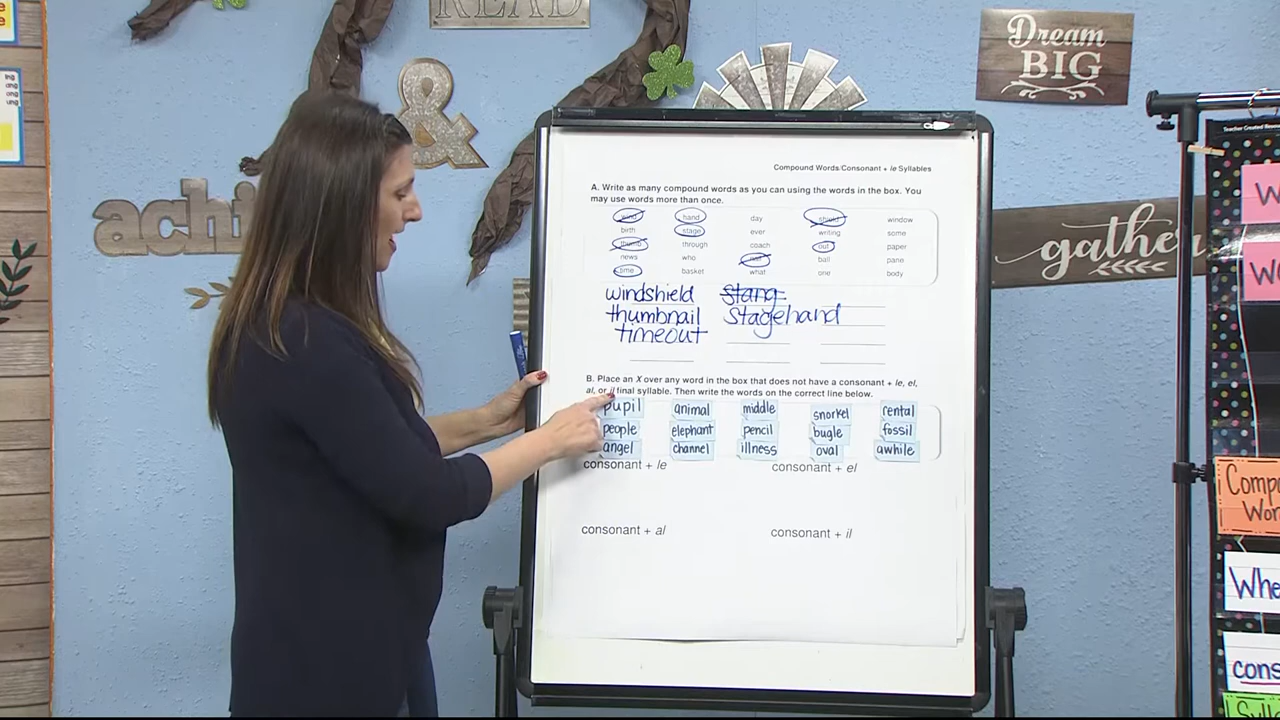 READ
Dream
BIG
&
achi
gather
Teacher Created Resources
Compound Words/Consonant + le Syllables
A. Write as many compound words as you can using the words in the box. You
may use words more than once.
wind hand day shield window
birth stage ever writing some
thumb through coach out paper
news who nail ball pane
time basket what one body
windshield Stang
thumbnail Stagehand
timeout
B. Place an X over any word in the box that does not have a consonant + le, el,
al, or il final syllable. Then write the words on the correct line below.
pupil animal middle snorkel rental
people elephant pencil bugle fossil
angel channel illness oval awhile
consonant + le consonant + el
consonant + al consonant + il
Compo
Wor
Whe
cons
Sylle